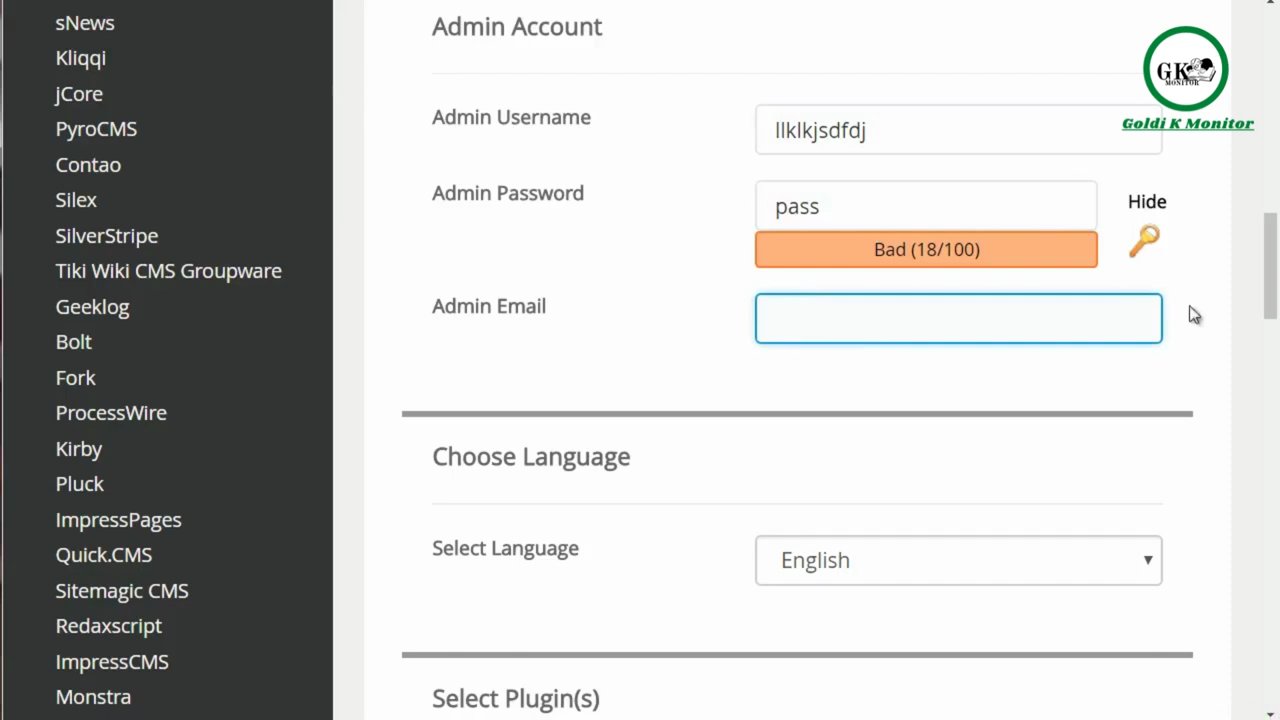 sNews
Kliqqi
jCore
PyroCMS
Contao
Silex
SilverStripe
Tiki Wiki CMS Groupware
Geeklog
Bolt
Fork
ProcessWire
Kirby
Pluck
ImpressPages
Quick.CMS
Sitemagic CMS
Redaxscript
ImpressCMS
Monstra
Admin Account
Admin Username
llklkjsdfdj
Admin Password
pass
Hide
Bad (18/100)
Admin Email
Choose Language
Select Language
English
Select Plugin(s)
GK
MONITOR
Goldi K Monitor